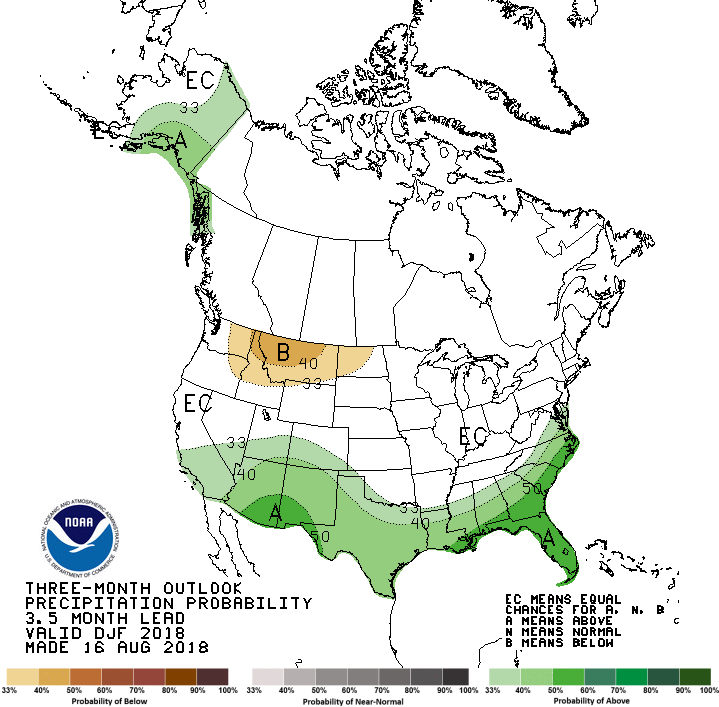 EC
33
EC
A
B
40
33
EC
33
EC
40
50
33
A
40
50
A
NATIONAL OCEANIC AND ATMOSPHERIC ADMINISTRATION
NOAA
U.S. DEPARTMENT OF COMMERCE
THREE-MONTH OUTLOOK
PRECIPITATION PROBABILITY
3.5 MONTH LEAD
VALID DJF 2018
MADE 16 AUG 2018
EC MEANS EQUAL
CHANCES FOR A, N, B
A MEANS ABOVE
N MEANS NORMAL
B MEANS BELOW
33% 40% 50% 60% 70% 80% 90% 100%
Probability of Below
33% 40% 50% 60% 70% 80% 90% 100%
Probability of Near-Normal
33% 40% 50% 60% 70% 80% 90% 100%
Probability of Above